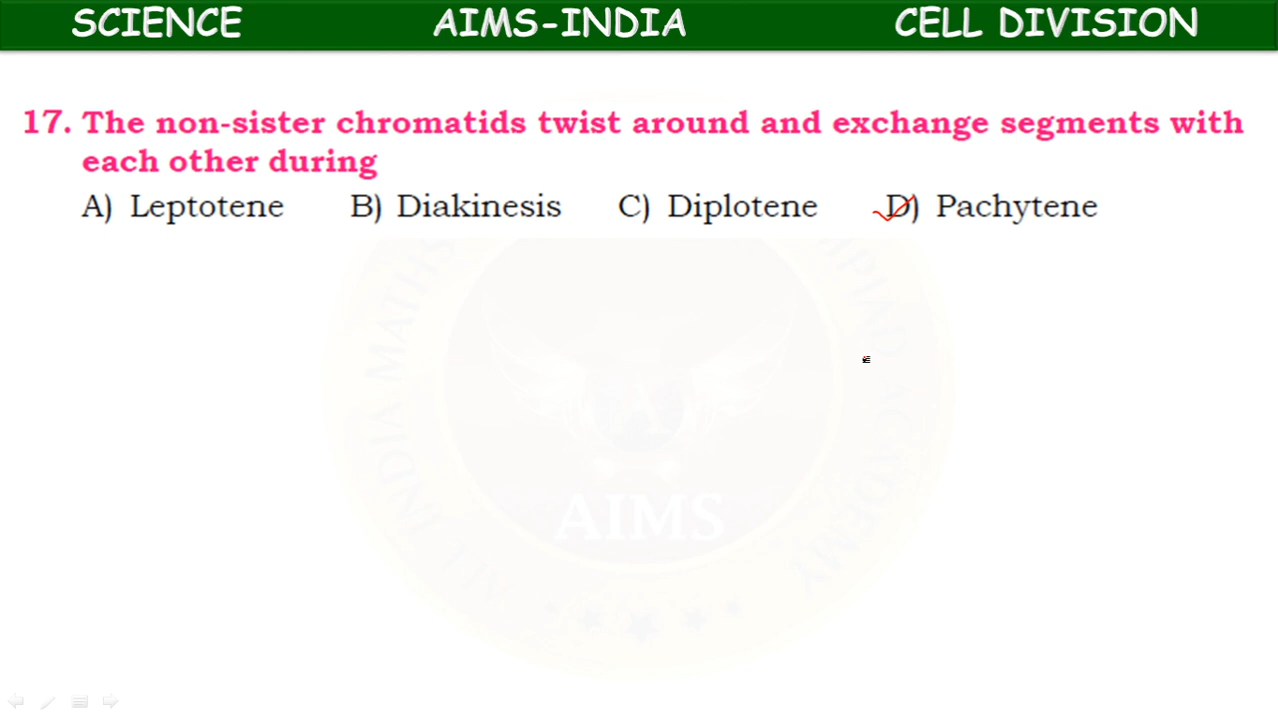 SCIENCE AIMS-INDIA CELL DIVISION
17. The non-sister chromatids twist around and exchange segments with
each other during
A) Leptotene B) Diakinesis C) Diplotene D) Pachytene
AIMS